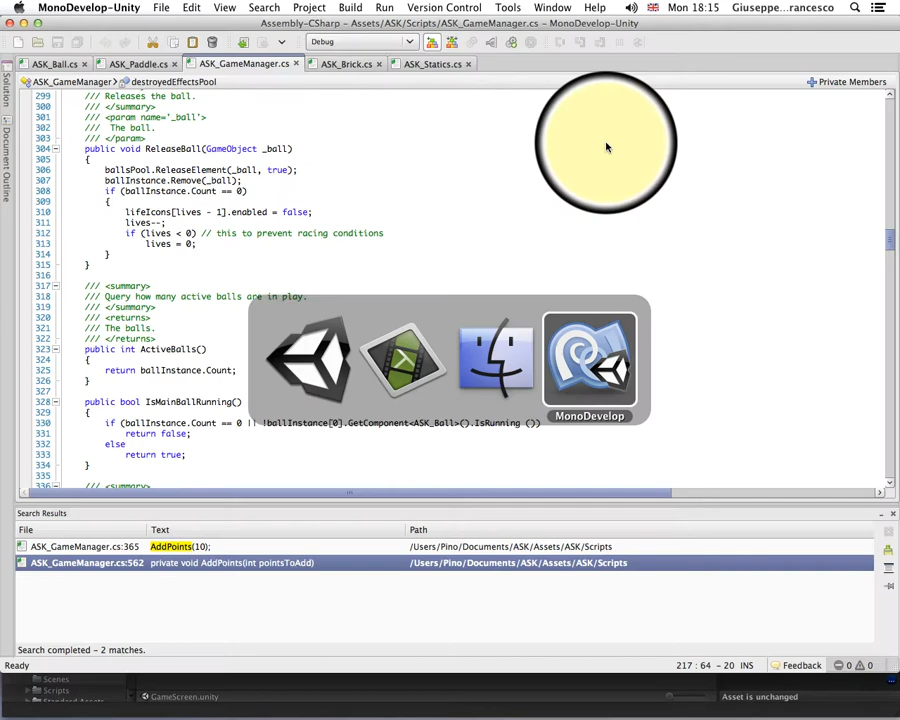 MonoDevelop-Unity File Edit View Search Project Build Run Version Control Tools Window Help Mon 18:15 Giuseppe...rancesco
Assembly-CSharp - Assets/ASK/Scripts/ASK_GameManager.cs - MonoDevelop-Unity
Debug
ASK_Ball.cs × ASK_Paddle.cs × ASK_GameManager.cs × ASK_Brick.cs × ASK_Statics.cs ×
ASK_GameManager destroyedEffectsPool Private Members
Solution
Document Outline
299 /// Releases the ball.
300 /// </summary>
301 /// <param name='_ball'>
302 /// The ball.
303 /// </param>
304 public void ReleaseBall(GameObject _ball)
305 {
306 ballsPool.ReleaseElement(_ball, true);
307 ballInstance.Remove(_ball);
308 if (ballInstance.Count == 0)
309 {
310 lifeIcons[lives - 1].enabled = false;
311 lives--;
312 if (lives < 0) // this to prevent racing conditions
313 lives = 0;
314 }
315 }
316
317 /// <summary>
318 /// Query how many active balls are in play.
319 /// </summary>
320 /// <returns>
321 /// The balls.
322 /// </returns>
323 public int ActiveBalls()
324 {
325 return ballInstance.Count;
326 }
327
328 public bool IsMainBallRunning()
329 {
330 if (ballInstance.Count == 0 || !ballInstance[0].GetComponent<ASK_Ball>().IsRunning ())
331 return false;
332 else
333 return true;
334 }
335
336 /// <summary>
MonoDevelop
Search Results
File Text Path
ASK_GameManager.cs:365 AddPoints(10); /Users/Pino/Documents/ASK/Assets/ASK/Scripts
ASK_GameManager.cs:562 private void AddPoints(int pointsToAdd) /Users/Pino/Documents/ASK/Assets/ASK/Scripts
Search completed - 2 matches.
Ready 217 : 64 - 20 INS Feedback 0 0
Scenes
Scripts
Standard Assets
GameScreen.unity
Asset is unchanged